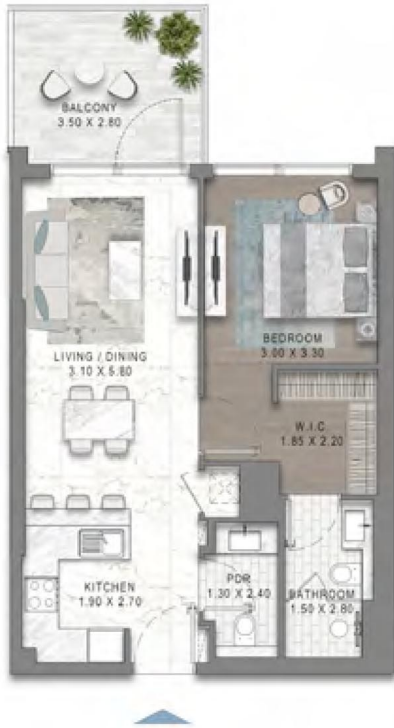 BALCONY
3.50 X 2.80
LIVING / DINING
3.10 X 5.80
BEDROOM
3.00 X 3.30
W.I.C.
1.85 X 2.20
KITCHEN
1.90 X 2.70
PDR
1.30 X 2.40
BATHROOM
1.50 X 2.80